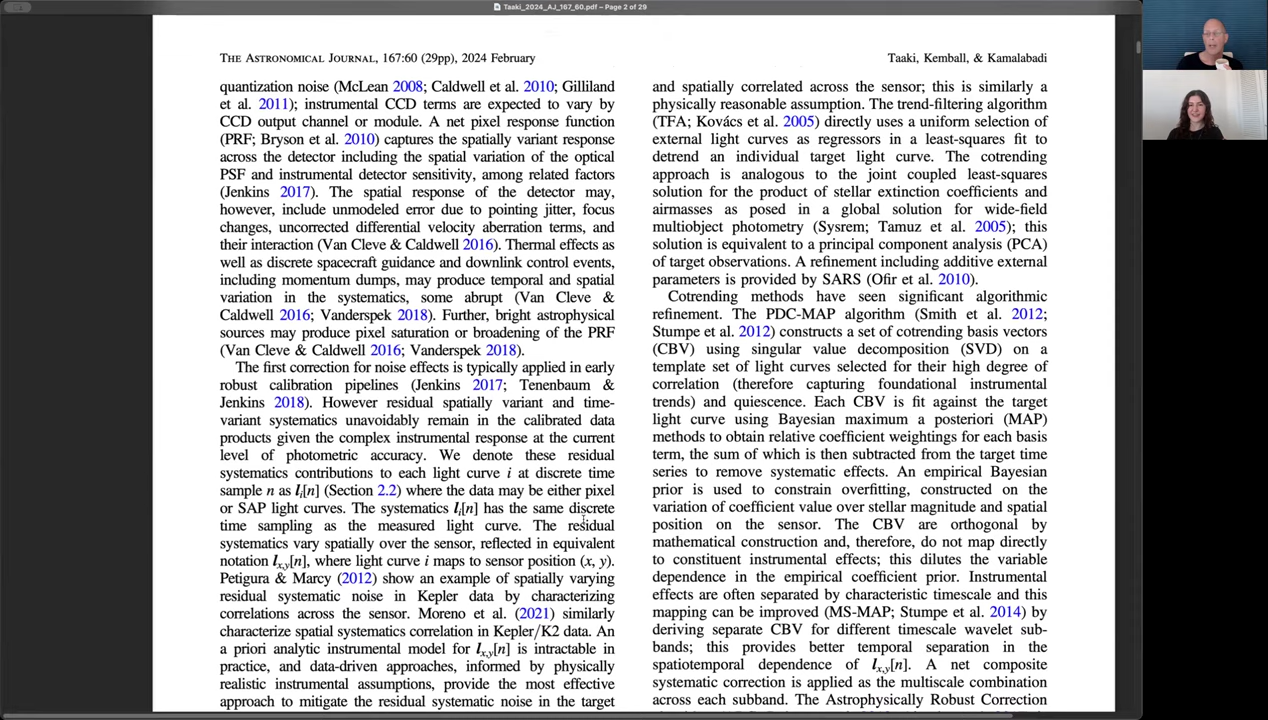 Taaki_2024_AJ_167_60.pdf – Page 2 of 29
THE ASTRONOMICAL JOURNAL, 167:60 (29pp), 2024 February
Taaki, Kemball, & Kamalabadi
quantization noise (McLean 2008; Caldwell et al. 2010; Gilliland
et al. 2011); instrumental CCD terms are expected to vary by
CCD output channel or module. A net pixel response function
(PRF; Bryson et al. 2010) captures the spatially variant response
across the detector including the spatial variation of the optical
PSF and instrumental detector sensitivity, among related factors
(Jenkins 2017). The spatial response of the detector may,
however, include unmodeled error due to pointing jitter, focus
changes, uncorrected differential velocity aberration terms, and
their interaction (Van Cleve & Caldwell 2016). Thermal effects as
well as discrete spacecraft guidance and downlink control events,
including momentum dumps, may produce temporal and spatial
variation in the systematics, some abrupt (Van Cleve &
Caldwell 2016; Vanderspek 2018). Further, bright astrophysical
sources may produce pixel saturation or broadening of the PRF
(Van Cleve & Caldwell 2016; Vanderspek 2018).
The first correction for noise effects is typically applied in early
robust calibration pipelines (Jenkins 2017; Tenenbaum &
Jenkins 2018). However residual spatially variant and time-
variant systematics unavoidably remain in the calibrated data
products given the complex instrumental response at the current
level of photometric accuracy. We denote these residual
systematics contributions to each light curve i at discrete time
sample n as l_i[n] (Section 2.2) where the data may be either pixel
or SAP light curves. The systematics l_i[n] has the same discrete
time sampling as the measured light curve. The residual
systematics vary spatially over the sensor, reflected in equivalent
notation l_x,y[n], where light curve i maps to sensor position (x, y).
Petigura & Marcy (2012) show an example of spatially varying
residual systematic noise in Kepler data by characterizing
correlations across the sensor. Moreno et al. (2021) similarly
characterize spatial systematics correlation in Kepler/K2 data. An
a priori analytic instrumental model for l_x,y[n] is intractable in
practice, and data-driven approaches, informed by physically
realistic instrumental assumptions, provide the most effective
approach to mitigate the residual systematic noise in the target
and spatially correlated across the sensor; this is similarly a
physically reasonable assumption. The trend-filtering algorithm
(TFA; Kovács et al. 2005) directly uses a uniform selection of
external light curves as regressors in a least-squares fit to
detrend an individual target light curve. The cotrending
approach is analogous to the joint coupled least-squares
solution for the product of stellar extinction coefficients and
airmasses as posed in a global solution for wide-field
multiobject photometry (Sysrem; Tamuz et al. 2005); this
solution is equivalent to a principal component analysis (PCA)
of target observations. A refinement including additive external
parameters is provided by SARS (Ofir et al. 2010).
Cotrending methods have seen significant algorithmic
refinement. The PDC-MAP algorithm (Smith et al. 2012;
Stumpe et al. 2012) constructs a set of cotrending basis vectors
(CBV) using singular value decomposition (SVD) on a
template set of light curves selected for their high degree of
correlation (therefore capturing foundational instrumental
trends) and quiescence. Each CBV is fit against the target
light curve using Bayesian maximum a posteriori (MAP)
methods to obtain relative coefficient weightings for each basis
term, the sum of which is then subtracted from the target time
series to remove systematic effects. An empirical Bayesian
prior is used to constrain overfitting, constructed on the
variation of coefficient value over stellar magnitude and spatial
position on the sensor. The CBV are orthogonal by
mathematical construction and, therefore, do not map directly
to constituent instrumental effects; this dilutes the variable
dependence in the empirical coefficient prior. Instrumental
effects are often separated by characteristic timescale and this
mapping can be improved (MS-MAP; Stumpe et al. 2014) by
deriving separate CBV for different timescale wavelet sub-
bands; this provides better temporal separation in the
spatiotemporal dependence of l_x,y[n]. A net composite
systematic correction is applied as the multiscale combination
across each subband. The Astrophysically Robust Correction